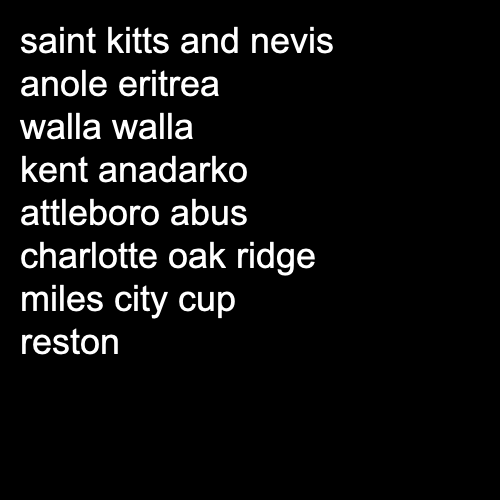 saint kitts and nevis
anole eritrea
walla walla
kent anadarko
attleboro abus
charlotte oak ridge
miles city cup
reston